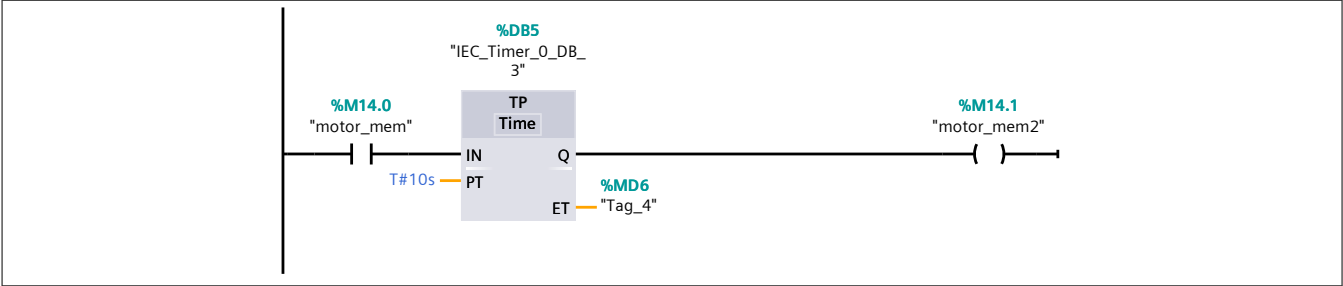 %DB5
"IEC_Timer_0_DB_
3"
%M14.0
"motor_mem"
TP
Time
%M14.1
"motor_mem2"
IN
Q
T#10s
PT
%MD6
"Tag_4"
ET